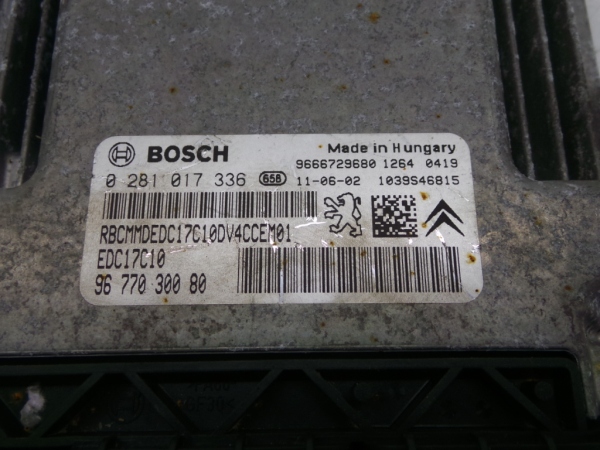 BOSCH
Made in Hungary
9666729680 1264 0419
0 281 017 336 658 11-06-02 1039S46815
RBCMMDEDC17C10DV4CCEM01
EDC17C10
96 770 300 80